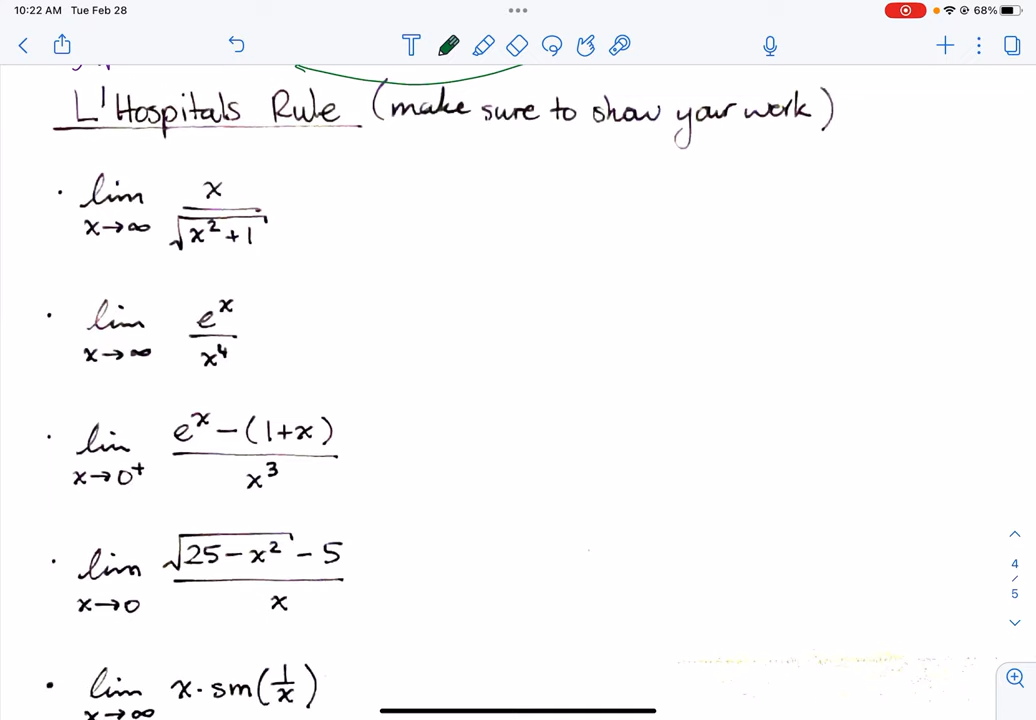 10:22 AM Tue Feb 28
68%
L'Hospitals Rule (make sure to show your work)
• lim x→∞ x / √(x² + 1)
• lim x→∞ eˣ / x⁴
• lim x→0⁺ eˣ − (1+x) / x³
• lim x→0 √(25 − x²) − 5 / x
• lim x→∞ x · sin(1/x)
4
/
5